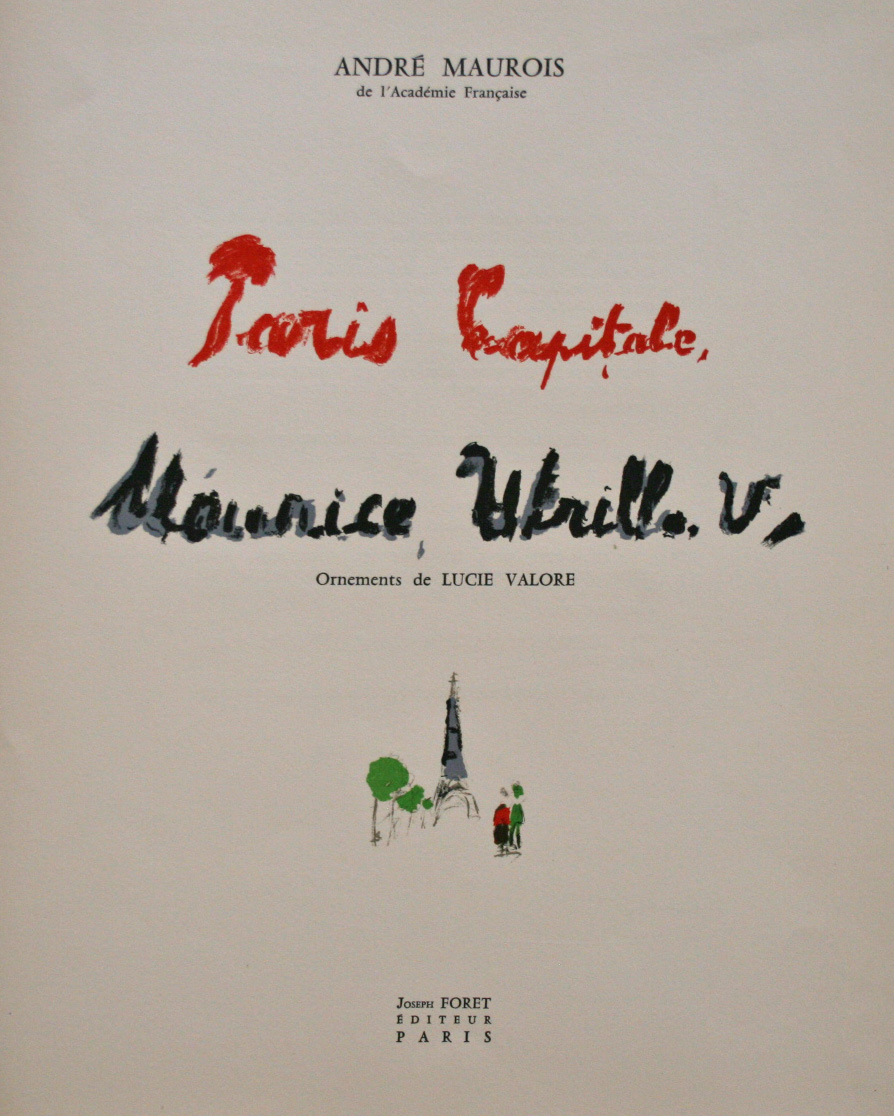 ANDRÉ MAUROIS
de l'Académie Française
Paris Capitale,
Maurice, Utrillo. V,
Ornements de LUCIE VALORE
JOSEPH FORET
ÉDITEUR
PARIS